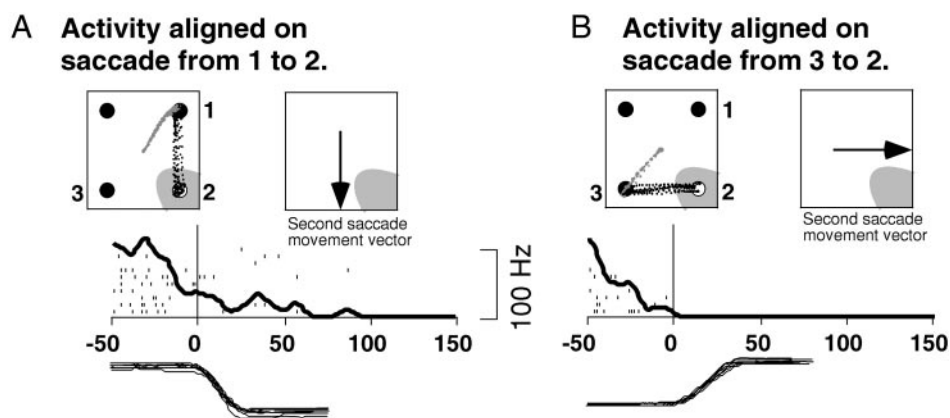 A Activity aligned on
saccade from 1 to 2.
1
3 2
Second saccade
movement vector
100 Hz
-50 0 50 100 150
B Activity aligned on
saccade from 3 to 2.
1
3 2
Second saccade
movement vector
-50 0 50 100 150